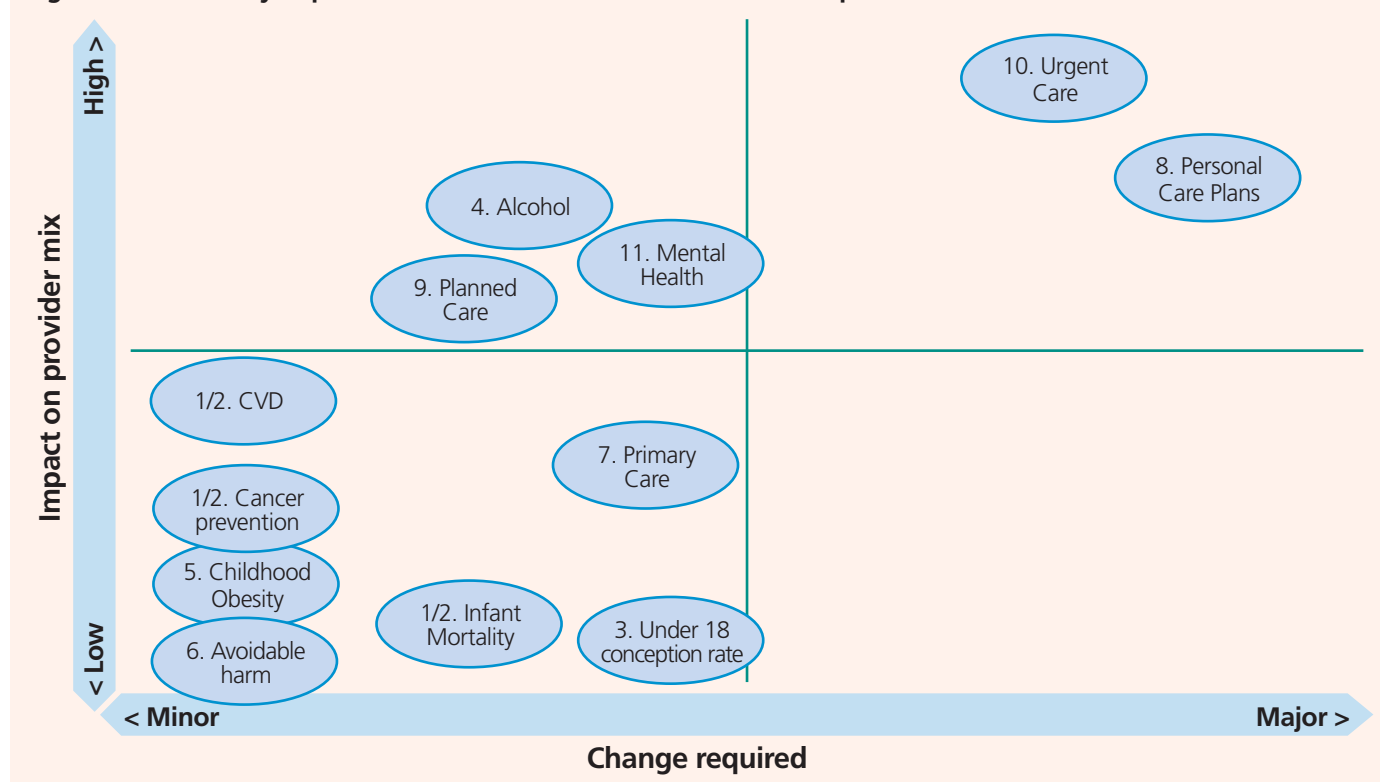 High >
Impact on provider mix
< Low
10. Urgent
Care
8. Personal
Care Plans
4. Alcohol
11. Mental
Health
9. Planned
Care
1/2. CVD
7. Primary
Care
1/2. Cancer
prevention
5. Childhood
Obesity
1/2. Infant
Mortality
3. Under 18
conception rate
6. Avoidable
harm
< Minor
Major >
Change required